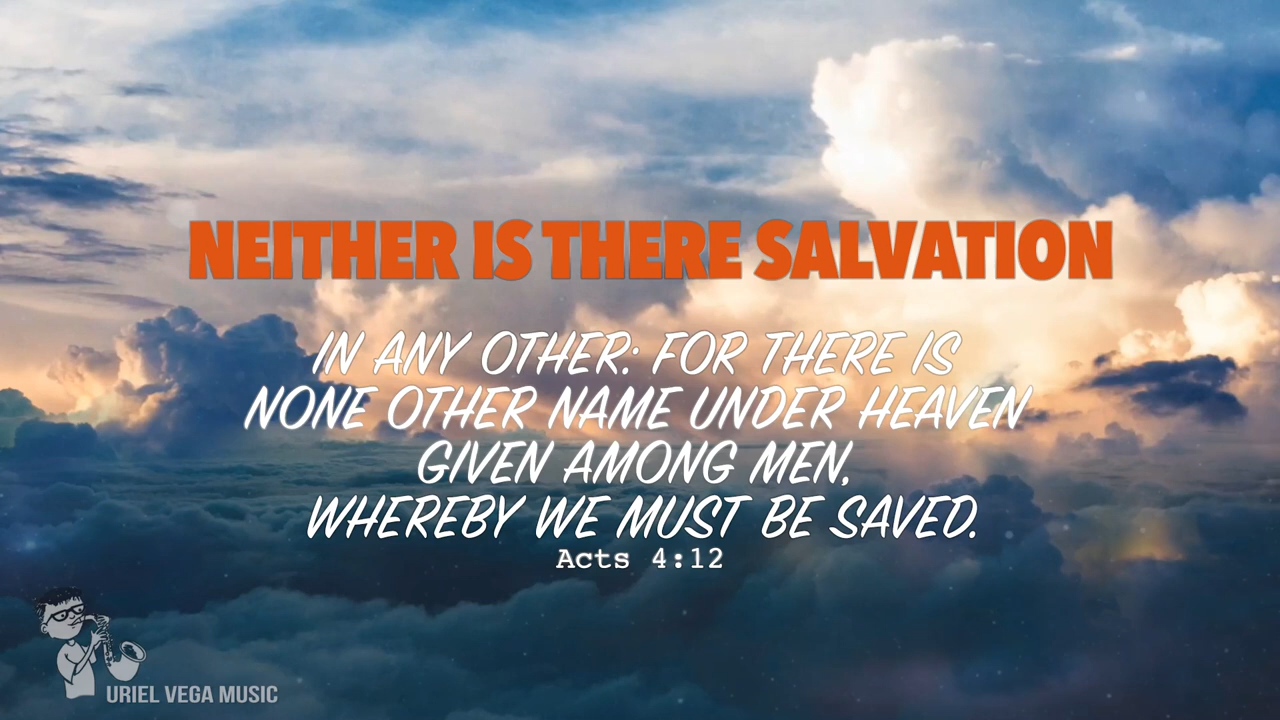 NEITHER IS THERE SALVATION
IN ANY OTHER: FOR THERE IS
NONE OTHER NAME UNDER HEAVEN
GIVEN AMONG MEN,
WHEREBY WE MUST BE SAVED.
Acts 4:12
URIEL VEGA MUSIC